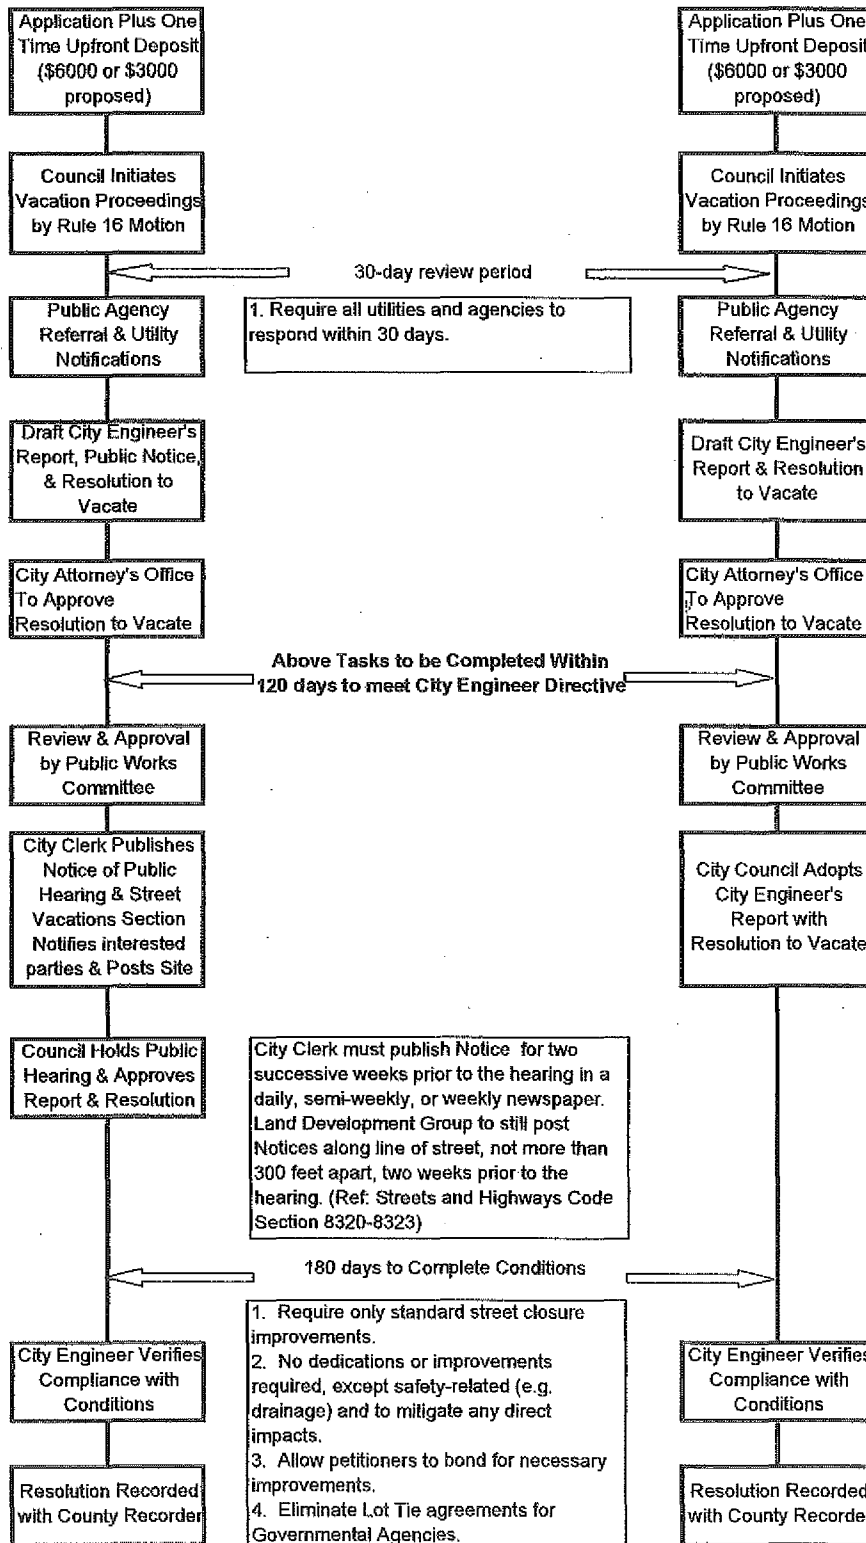 Application Plus One
Time Upfront Deposit
($6000 or $3000
proposed)
Council Initiates
Vacation Proceedings
by Rule 16 Motion
Public Agency
Referral & Utility
Notifications
Draft City Engineer's
Report, Public Notice,
& Resolution to
Vacate
City Attorney's Office
To Approve
Resolution to Vacate
Review & Approval
by Public Works
Committee
City Clerk Publishes
Notice of Public
Hearing & Street
Vacations Section
Notifies interested
parties & Posts Site
Council Holds Public
Hearing & Approves
Report & Resolution
City Engineer Verifies
Compliance with
Conditions
Resolution Recorded
with County Recorder
30-day review period
1. Require all utilities and agencies to
respond within 30 days.
Above Tasks to be Completed Within
120 days to meet City Engineer Directive
City Clerk must publish Notice for two
successive weeks prior to the hearing in a
daily, semi-weekly, or weekly newspaper.
Land Development Group to still post
Notices along line of street, not more than
300 feet apart, two weeks prior to the
hearing. (Ref: Streets and Highways Code
Section 8320-8323)
180 days to Complete Conditions
1. Require only standard street closure
improvements.
2. No dedications or improvements
required, except safety-related (e.g.
drainage) and to mitigate any direct
impacts.
3. Allow petitioners to bond for necessary
improvements.
4. Eliminate Lot Tie agreements for
Governmental Agencies.
Application Plus One
Time Upfront Deposit
($6000 or $3000
proposed)
Council Initiates
Vacation Proceedings
by Rule 16 Motion
Public Agency
Referral & Utility
Notifications
Draft City Engineer's
Report & Resolution
to Vacate
City Attorney's Office
To Approve
Resolution to Vacate
Review & Approval
by Public Works
Committee
City Council Adopts
City Engineer's
Report with
Resolution to Vacate
City Engineer Verifies
Compliance with
Conditions
Resolution Recorded
with County Recorde